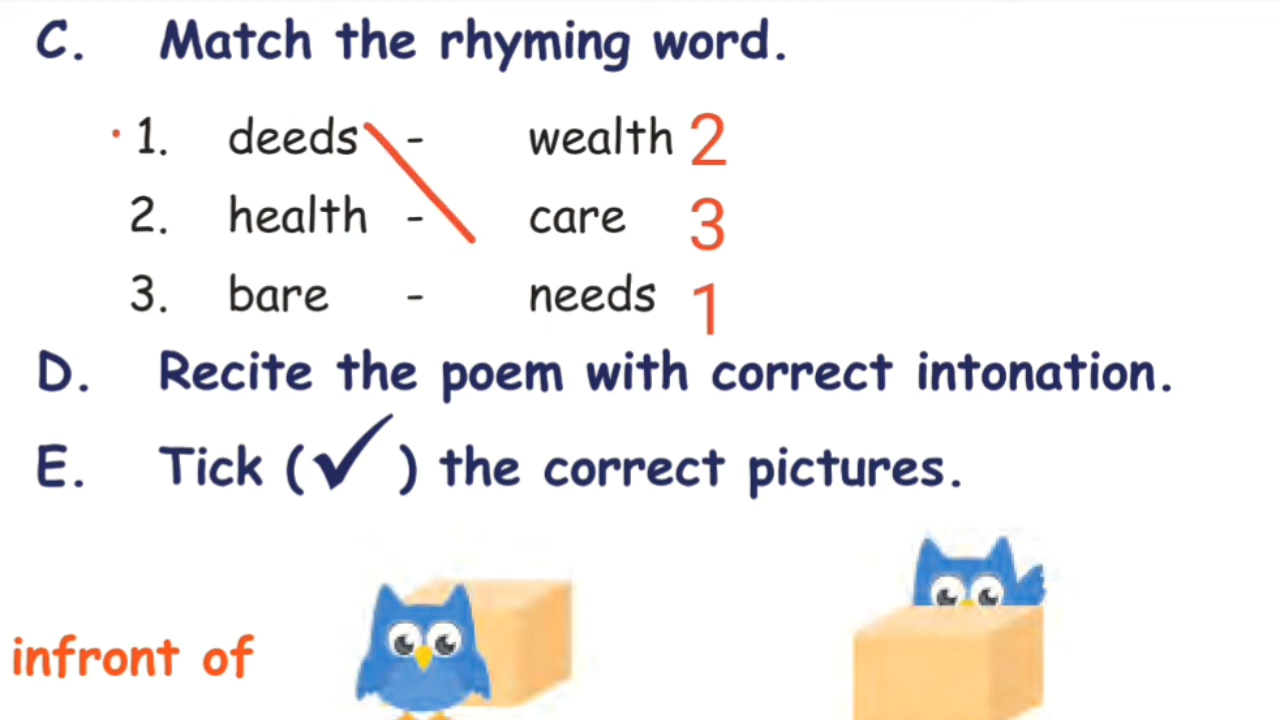 C. Match the rhyming word.
1. deeds - wealth 2
2. health - care 3
3. bare - needs 1
D. Recite the poem with correct intonation.
E. Tick (✓) the correct pictures.
infront of